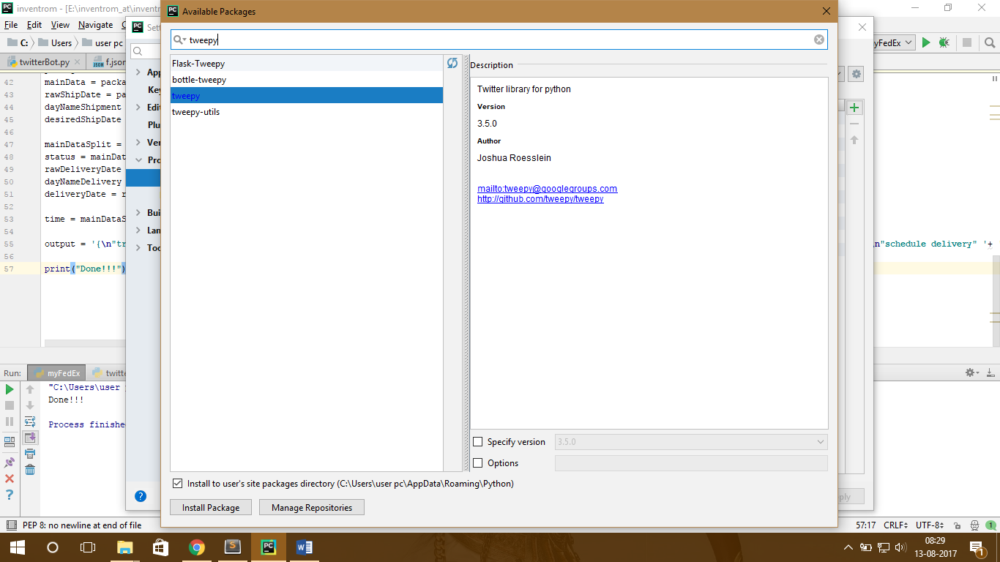 inventrom - [E:\inventrom_at\inventrom
Available Packages
File Edit View Navigate
C: Users user pc
twitterBot.py
f.json
42 mainData = packa
43 rawShipDate = pa
44 dayNameShipment
45 desiredShipDate
46
47 mainDataSplit =
48 status = mainDat
49 rawDeliveryDate
50 dayNameDelivery
51 deliveryDate = r
52
53 time = mainDataS
54
55 output = '{\n"tr
\n"schedule delivery" '+
56
57 print("Done!!!")
Sett
App
Key
Edi
Plu
Ver
Pro
Bui
Lan
Too
tweepy
Flask-Tweepy
bottle-tweepy
tweepy
tweepy-utils
Description
Twitter library for python
Version
3.5.0
Author
Joshua Roesslein
mailto:tweepy@googlegroups.com
http://github.com/tweepy/tweepy
Specify version 3.5.0
Options
Install to user's site packages directory (C:\Users\user pc\AppData\Roaming\Python)
Install Package Manage Repositories
yFedEx
ply
Run: myFedEx twitte
"C:\Users\user p
Done!!!
Process finishe
PEP 8: no newline at end of file
57:17 CRLF UTF-8
08:29
13-08-2017